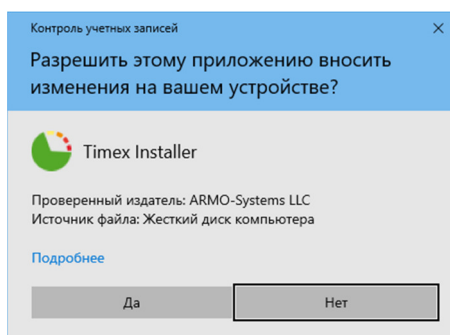 Контроль учетных записей
Разрешить этому приложению вносить
изменения на вашем устройстве?
Timex Installer
Проверенный издатель: ARMO-Systems LLC
Источник файла: Жесткий диск компьютера
Подробнее
Да
Нет